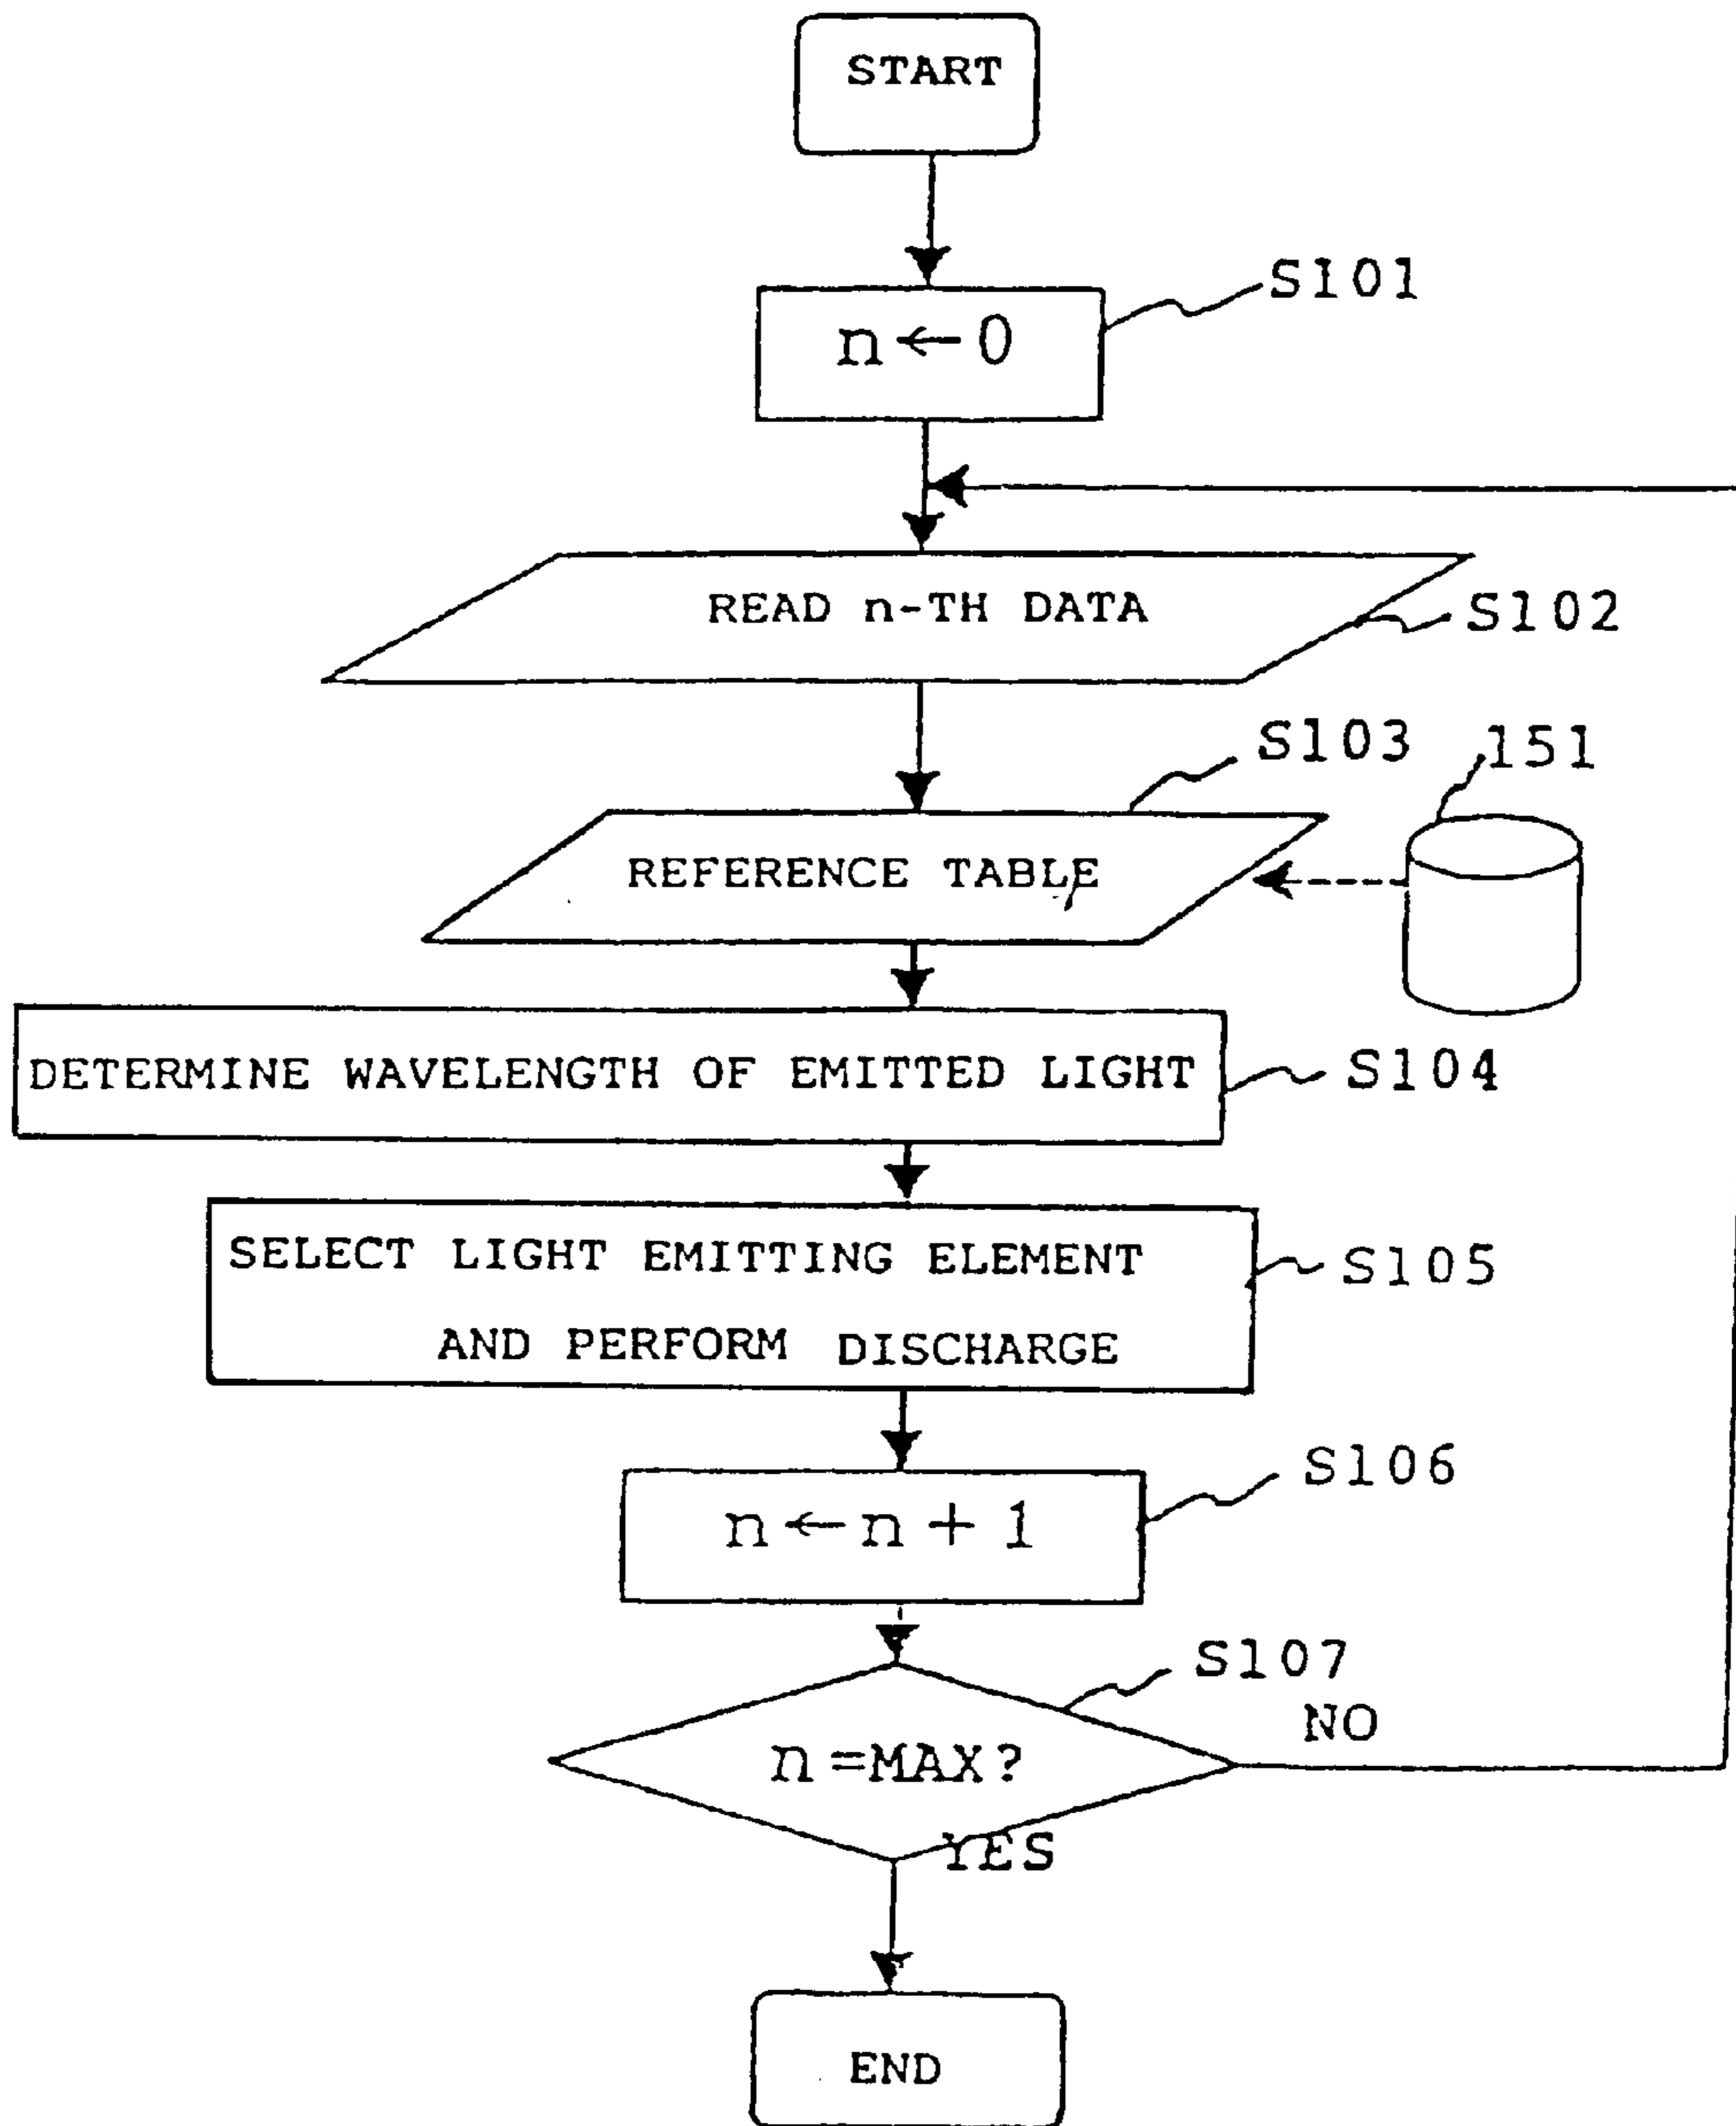 START
S101
n←0
READ n-TH DATA
S102
S103
151
REFERENCE TABLE
DETERMINE WAVELENGTH OF EMITTED LIGHT
S104
SELECT LIGHT EMITTING ELEMENT
AND PERFORM DISCHARGE
S105
S106
n←n+1
S107
NO
n=MAX?
YES
END